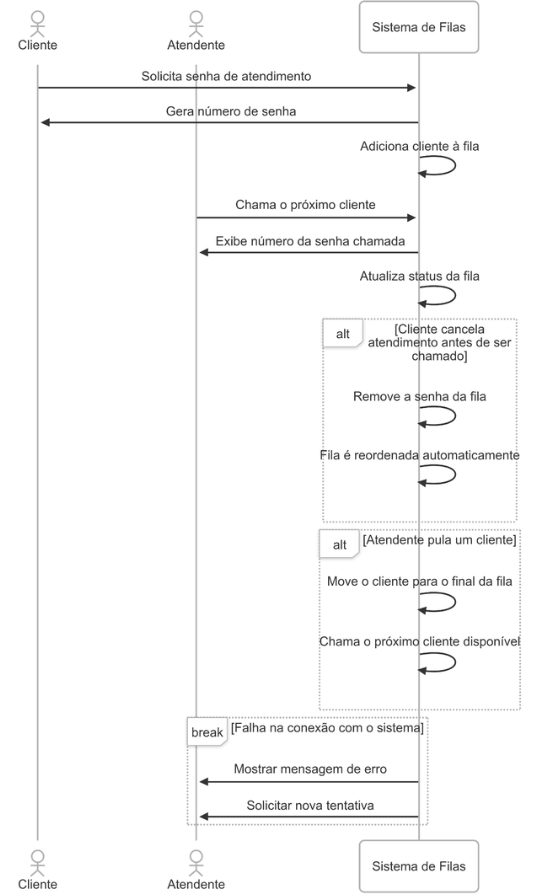 Cliente
Atendente
Sistema de Filas
Solicita senha de atendimento
Gera número de senha
Adiciona cliente à fila
Chama o próximo cliente
Exibe número da senha chamada
Atualiza status da fila
alt
[Cliente cancela
atendimento antes de ser
chamado]
Remove a senha da fila
Fila é reordenada automaticamente
alt
[Atendente pula um cliente]
Move o cliente para o final da fila
Chama o próximo cliente disponível
break
[Falha na conexão com o sistema]
Mostrar mensagem de erro
Solicitar nova tentativa
Cliente
Atendente
Sistema de Filas